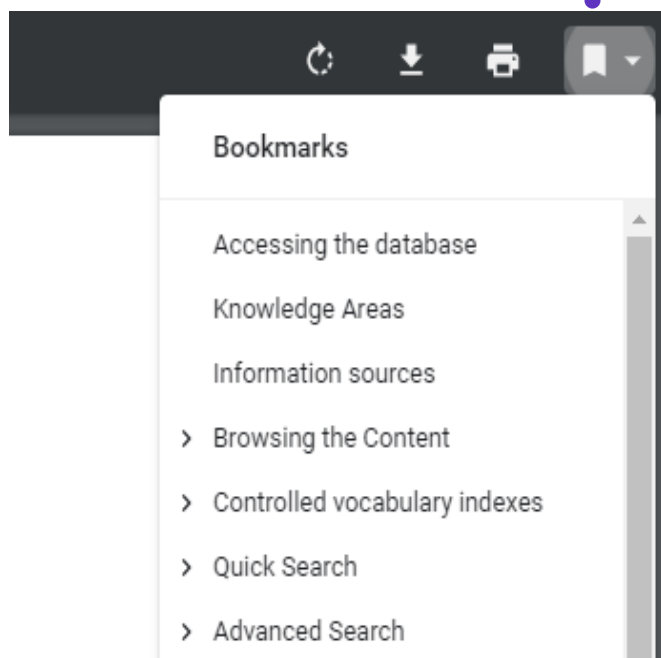 Bookmarks
Accessing the database
Knowledge Areas
Information sources
Browsing the Content
Controlled vocabulary indexes
Quick Search
Advanced Search